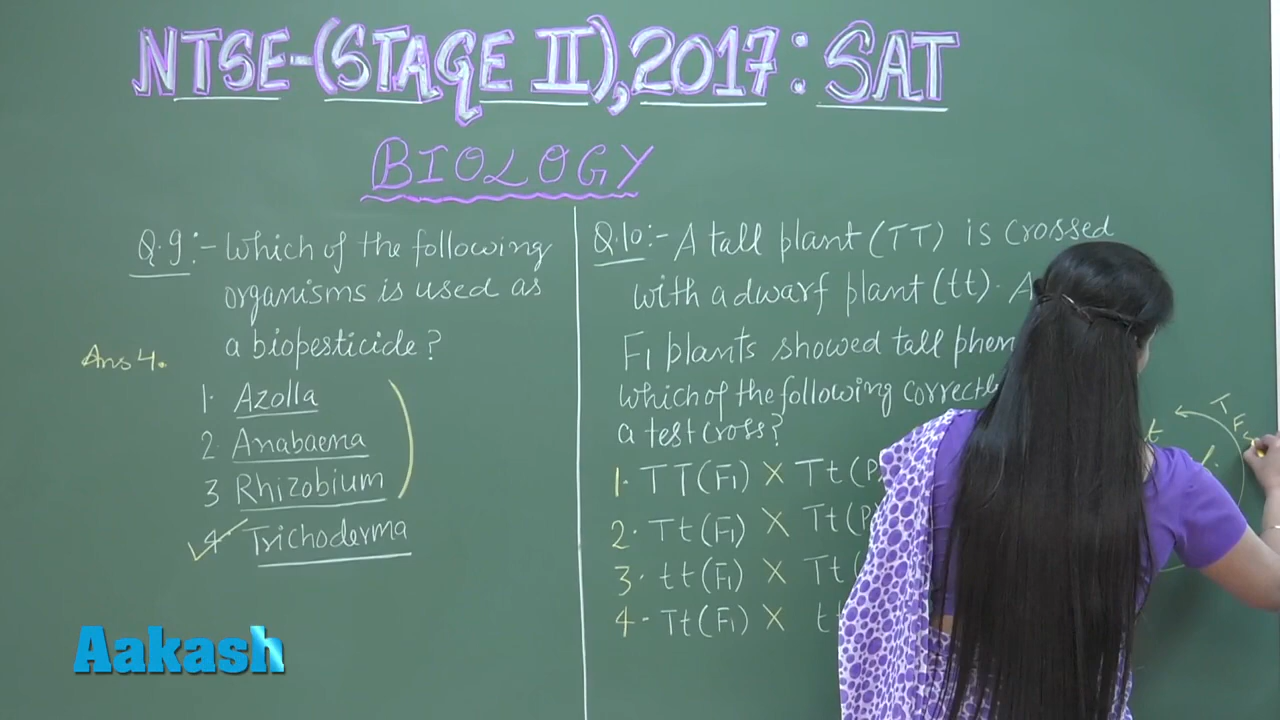 NTSE-(STAGE II), 2017: SAT
BIOLOGY
Q.9:- Which of the following
organisms is used as
a biopesticide?
Ans 4.
1. Azolla
2. Anabaena
3 Rhizobium
4. Trichoderma
Q.10:- A tall plant (TT) is crossed
with a dwarf plant (tt).
F1 plants showed tall
which of the following
a test cross?
1. TT (F1) X Tt (P
2. Tt (F1) X Tt (P)
3. tt (F1) X Tt (
4. Tt (F1) X t
t
T
Aakash